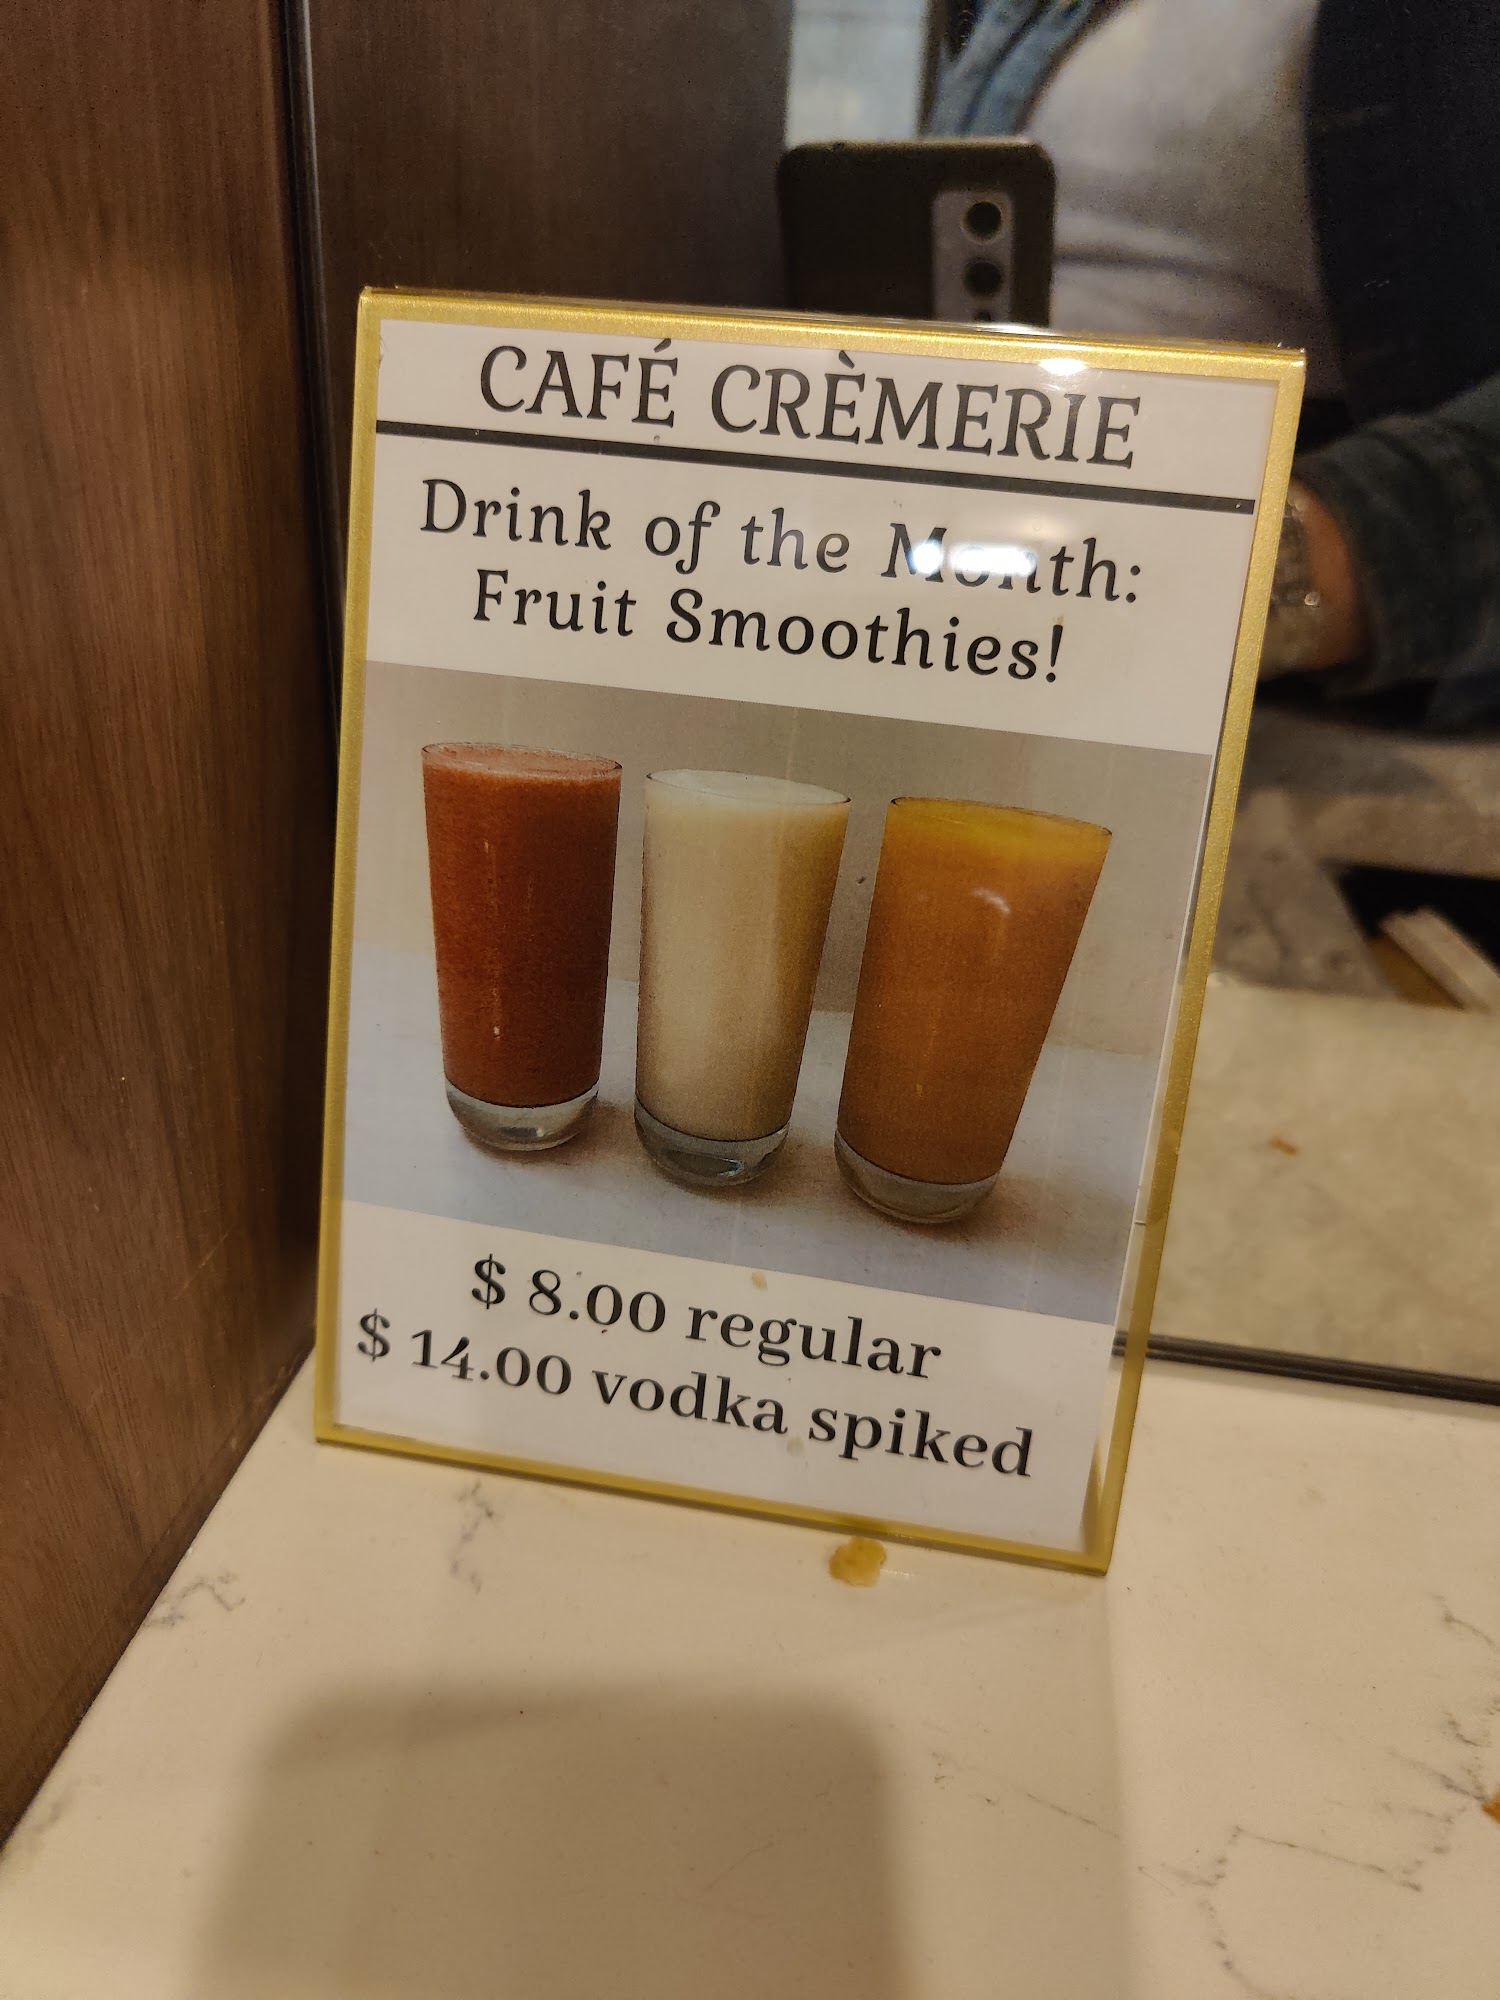 CAFÉ CRÈMERIE
Drink of the Month:
Fruit Smoothies!
$ 8.00 regular
$ 14.00 vodka spiked